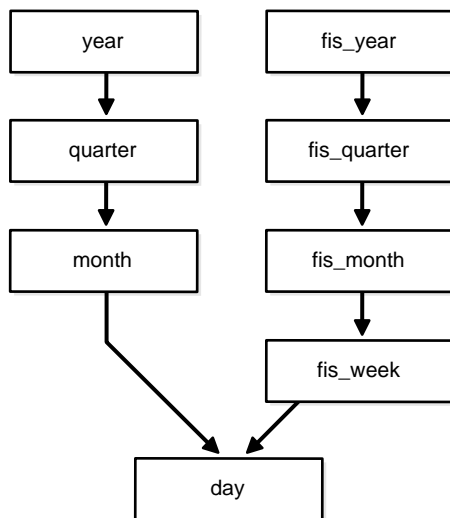 year
fis_year
quarter
fis_quarter
month
fis_month
fis_week
day